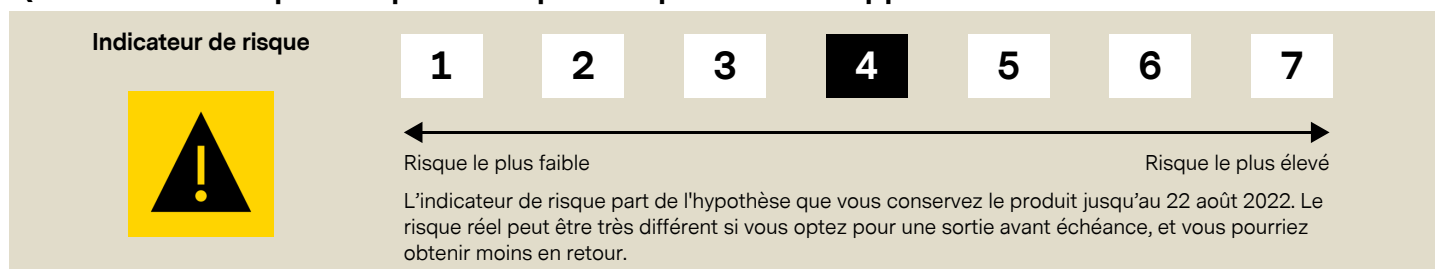 Indicateur de risque
1 2 3 4 5 6 7
Risque le plus faible Risque le plus élevé
L’indicateur de risque part de l'hypothèse que vous conservez le produit jusqu’au 22 août 2022. Le
risque réel peut être très différent si vous optez pour une sortie avant échéance, et vous pourriez
obtenir moins en retour.